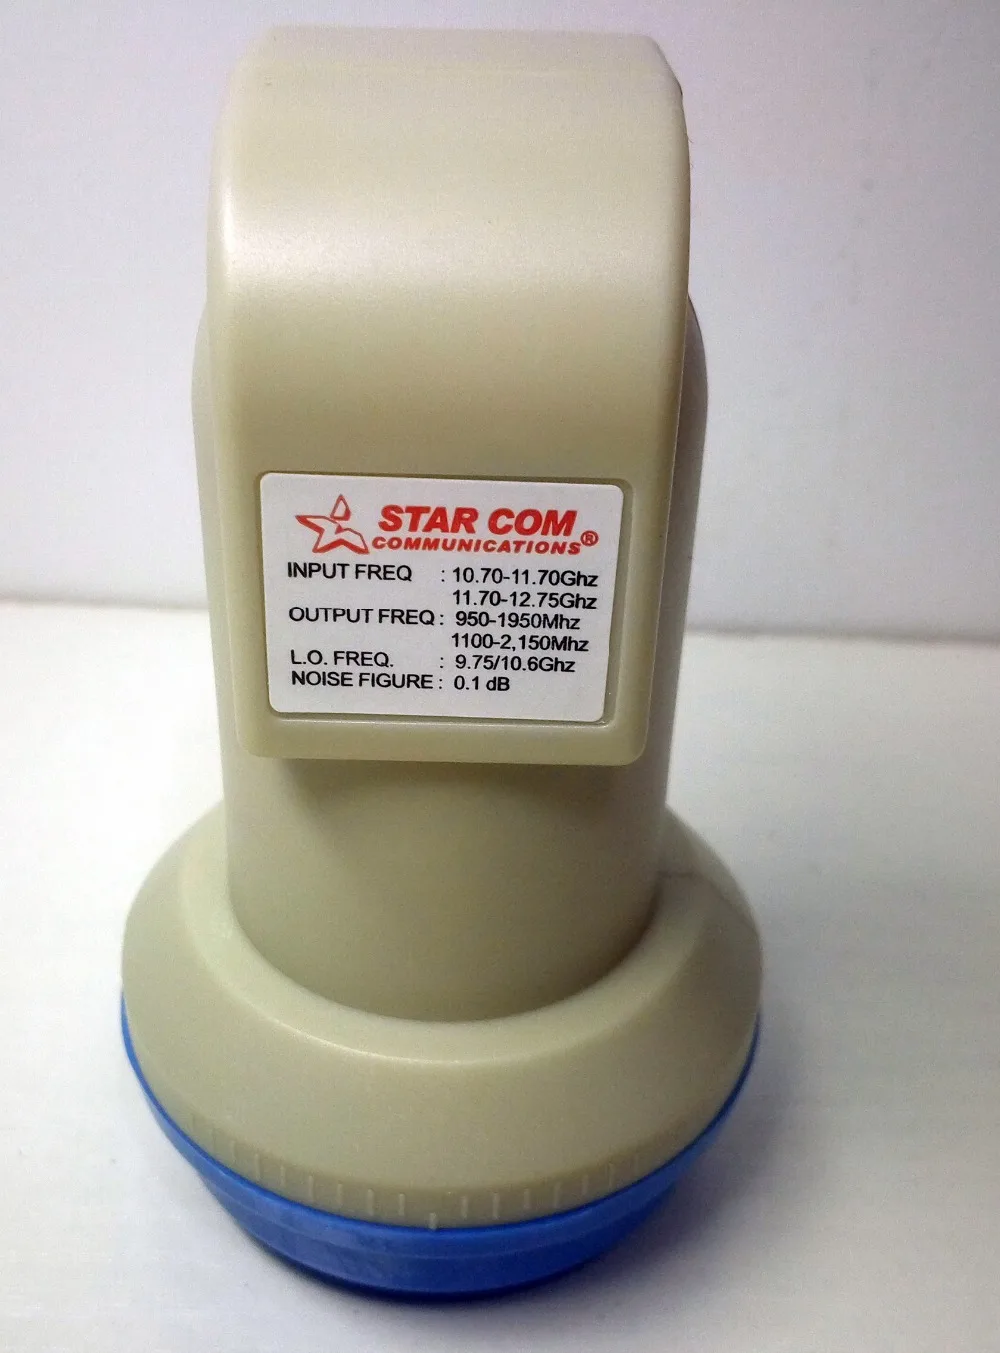 STAR COM
COMMUNICATIONS®
INPUT FREQ : 10.70-11.70Ghz
11.70-12.75Ghz
OUTPUT FREQ : 950-1950Mhz
1100-2,150Mhz
L.O. FREQ. : 9.75/10.6Ghz
NOISE FIGURE : 0.1 dB